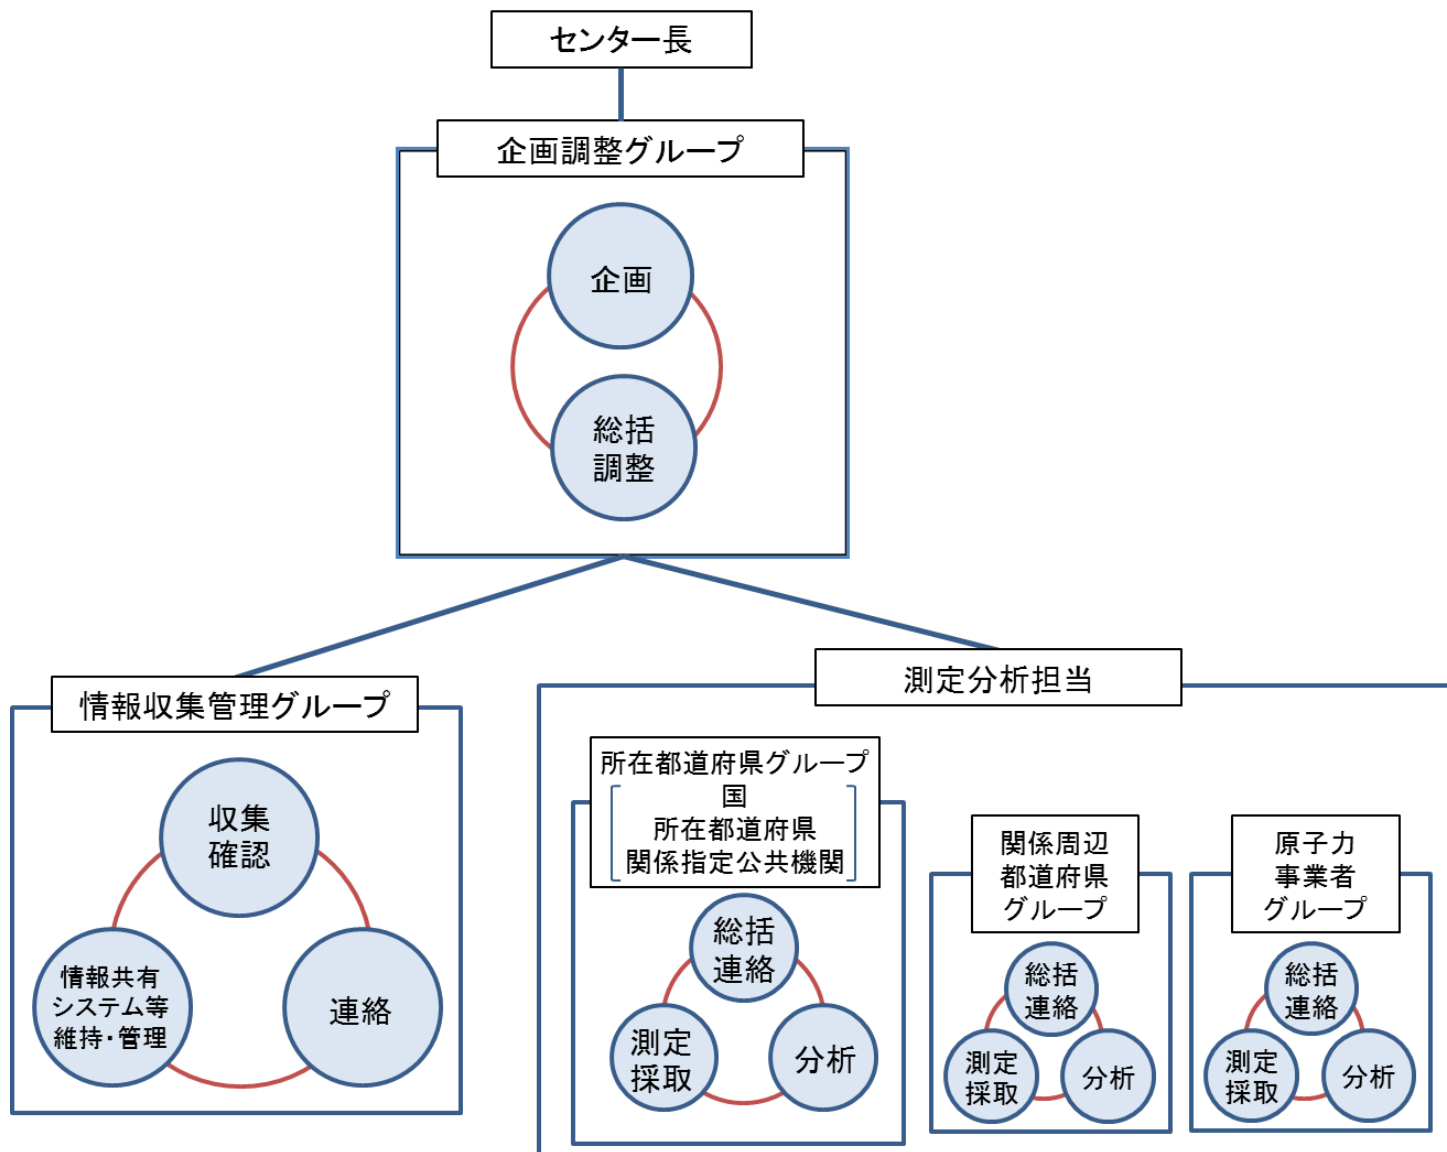 センター長
企画調整グループ
企画
総括
調整
情報収集管理グループ
収集
確認
情報共有
システム等
維持・管理
連絡
測定分析担当
所在都道府県グループ
国
所在都道府県
関係指定公共機関
総括
連絡
測定
採取
分析
関係周辺
都道府県
グループ
総括
連絡
測定
採取
分析
原子力
事業者
グループ
総括
連絡
測定
採取
分析